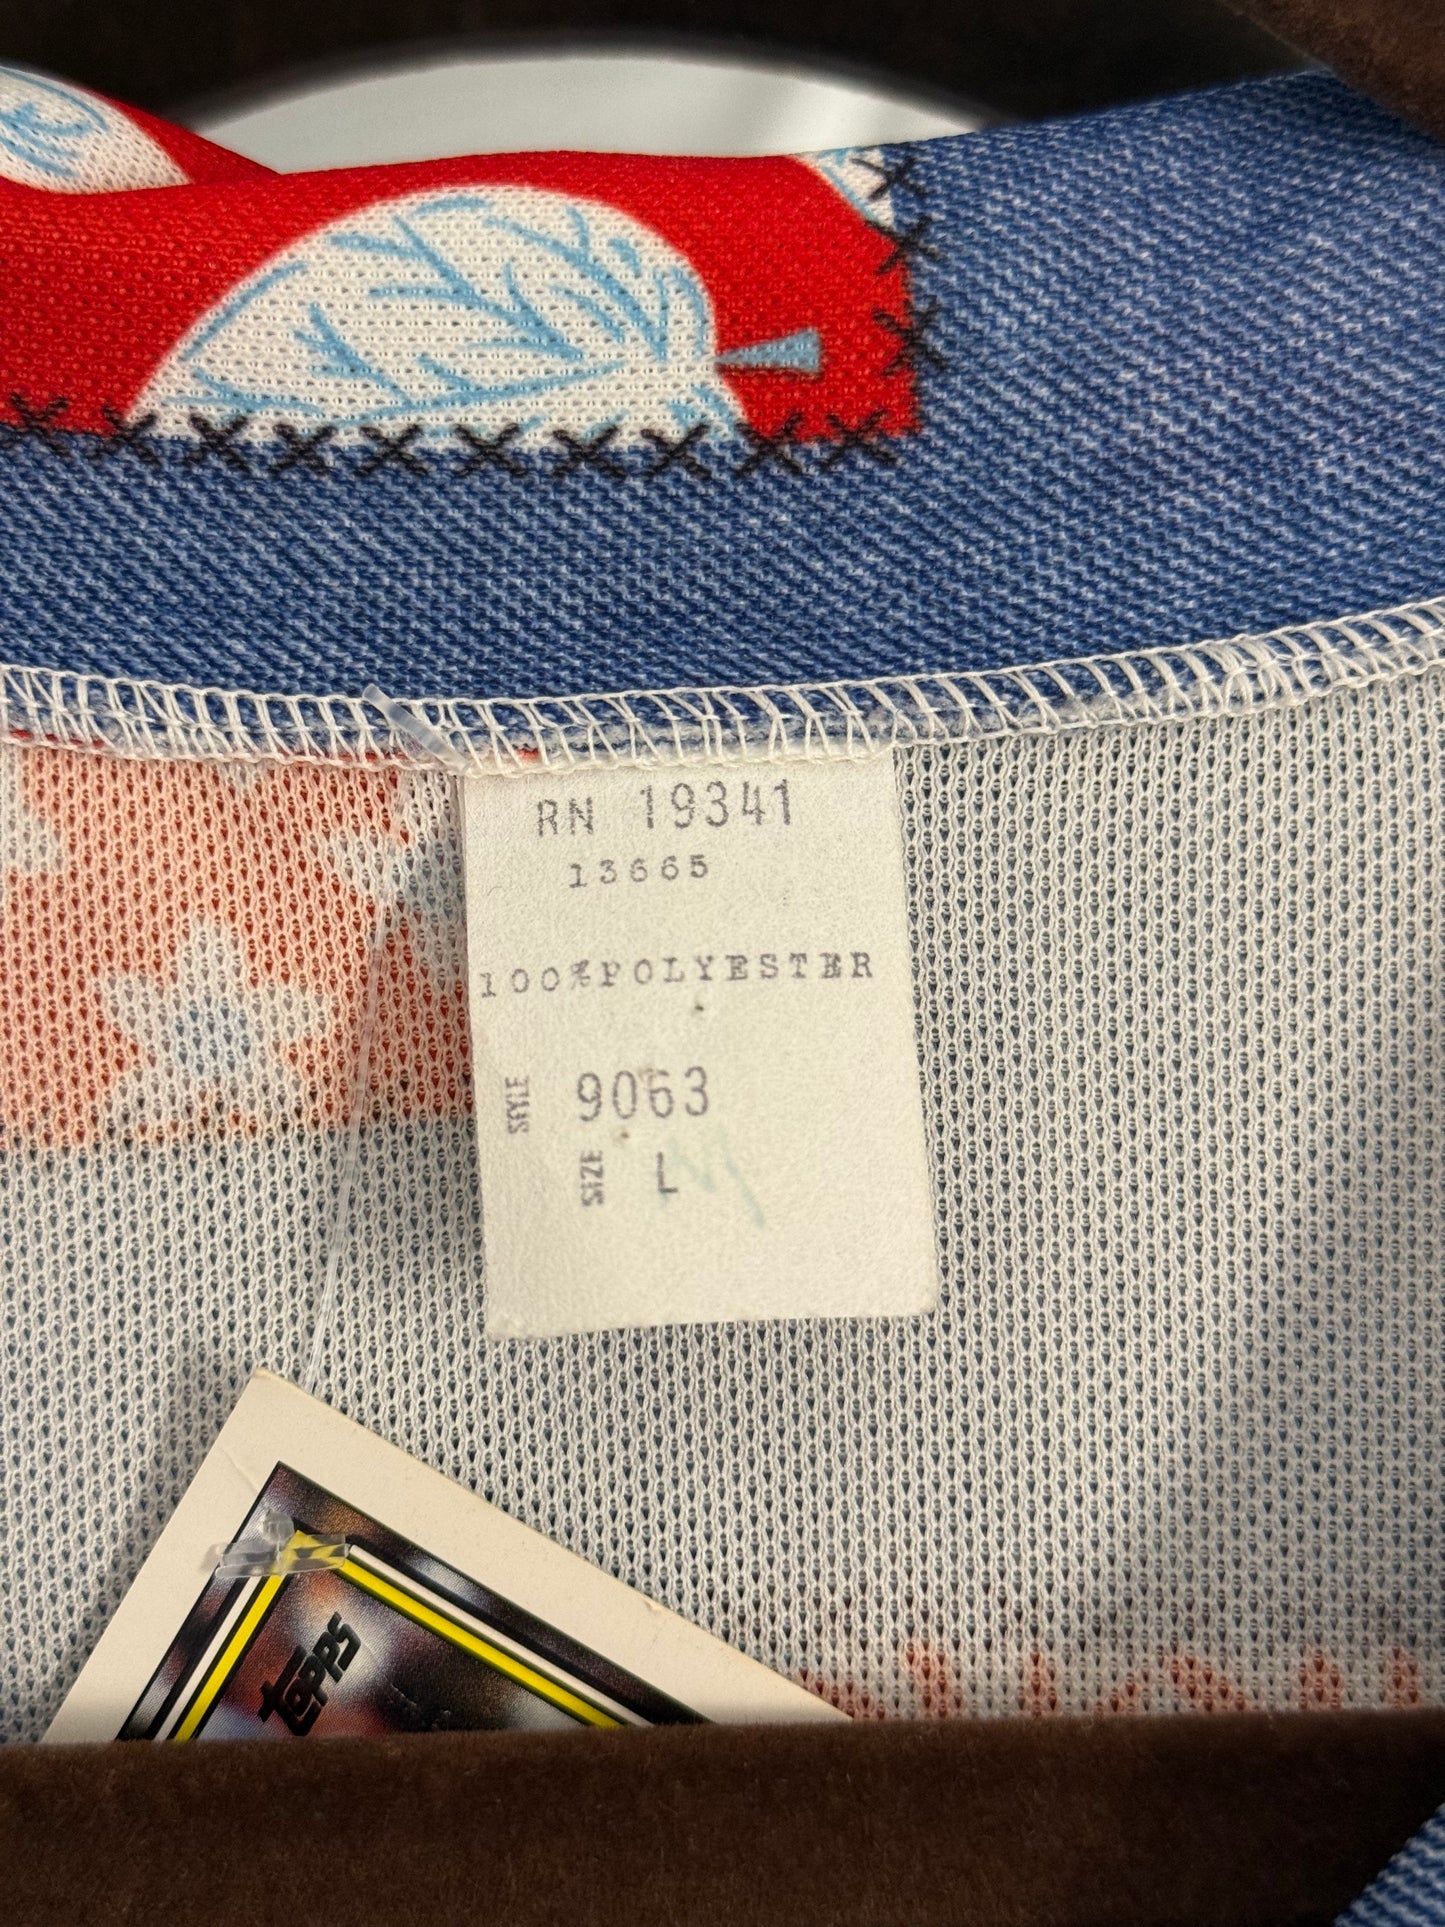 RN 19341
13665
100%POLYESTER
STYLE 9063
SIZE L
TOPPS